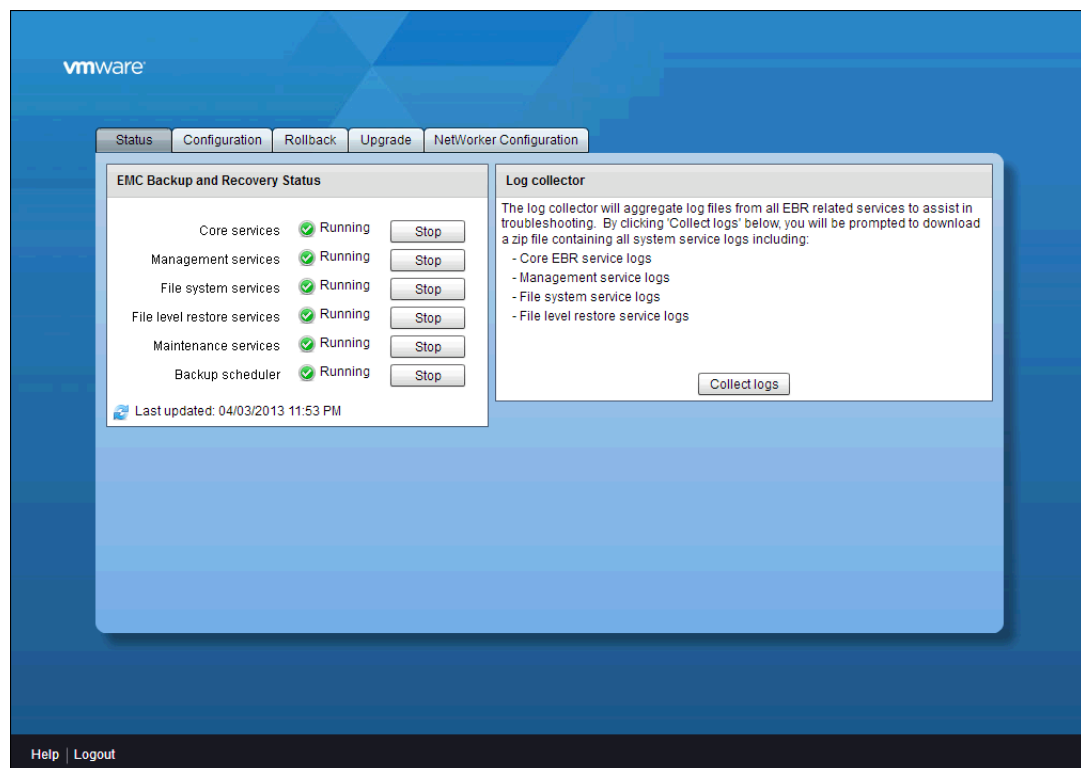 vmware
Status
Configuration
Rollback
Upgrade
NetWorker Configuration
EMC Backup and Recovery Status
Core services Running Stop
Management services Running Stop
File system services Running Stop
File level restore services Running Stop
Maintenance services Running Stop
Backup scheduler Running Stop
Last updated: 04/03/2013 11:53 PM
Log collector
The log collector will aggregate log files from all EBR related services to assist in
troubleshooting. By clicking 'Collect logs' below, you will be prompted to download
a zip file containing all system service logs including:
- Core EBR service logs
- Management service logs
- File system service logs
- File level restore service logs
Collect logs
Help | Logout